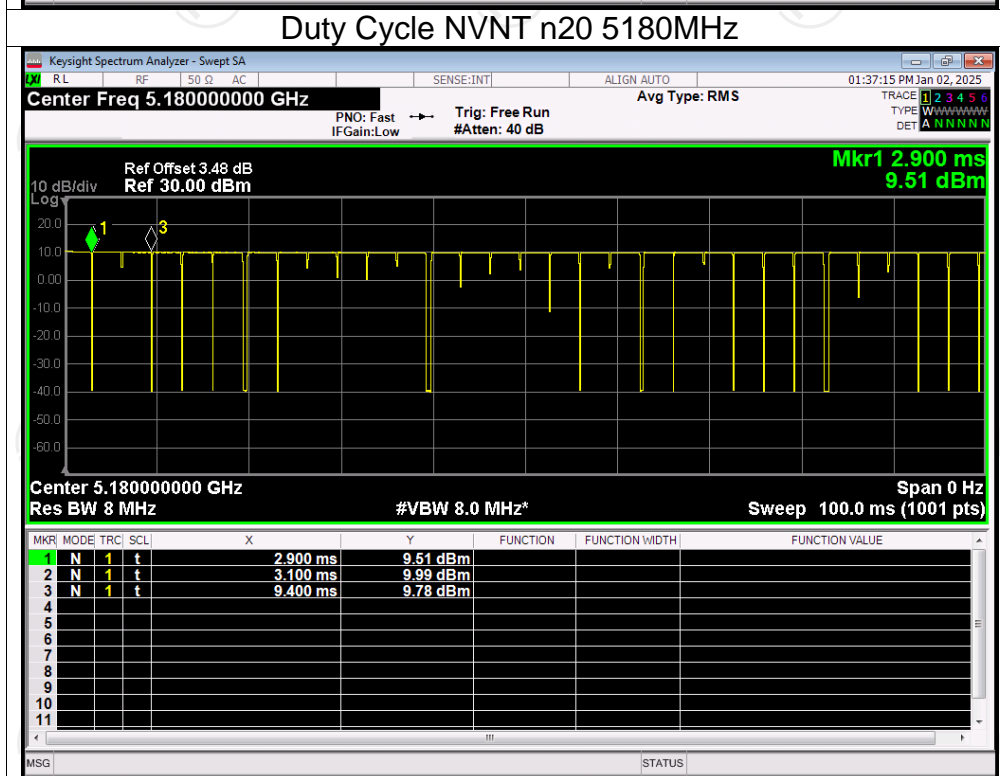 Duty Cycle NVNT n20 5180MHz
Keysight Spectrum Analyzer - Swept SA
LXI RL RF 50 Ω AC SENSE:INT ALIGN AUTO 01:37:15 PM Jan 02, 2025
Center Freq 5.180000000 GHz Avg Type: RMS TRACE 1 2 3 4 5 6
PNO: Fast Trig: Free Run TYPE WWWWWW
IFGain:Low #Atten: 40 dB DET A N N N N N
Ref Offset 3.48 dB Mkr1 2.900 ms
10 dB/div Ref 30.00 dBm 9.51 dBm
Log
20.0
1 3
10.0
0.00
-10.0
-20.0
-30.0
-40.0
-50.0
-60.0
Center 5.180000000 GHz Span 0 Hz
Res BW 8 MHz #VBW 8.0 MHz* Sweep 100.0 ms (1001 pts)
MKR MODE TRC SCL X Y FUNCTION FUNCTION WIDTH FUNCTION VALUE
1 N 1 t 2.900 ms 9.51 dBm
2 N 1 t 3.100 ms 9.99 dBm
3 N 1 t 9.400 ms 9.78 dBm
4
5
6
7
8
9
10
11
MSG STATUS